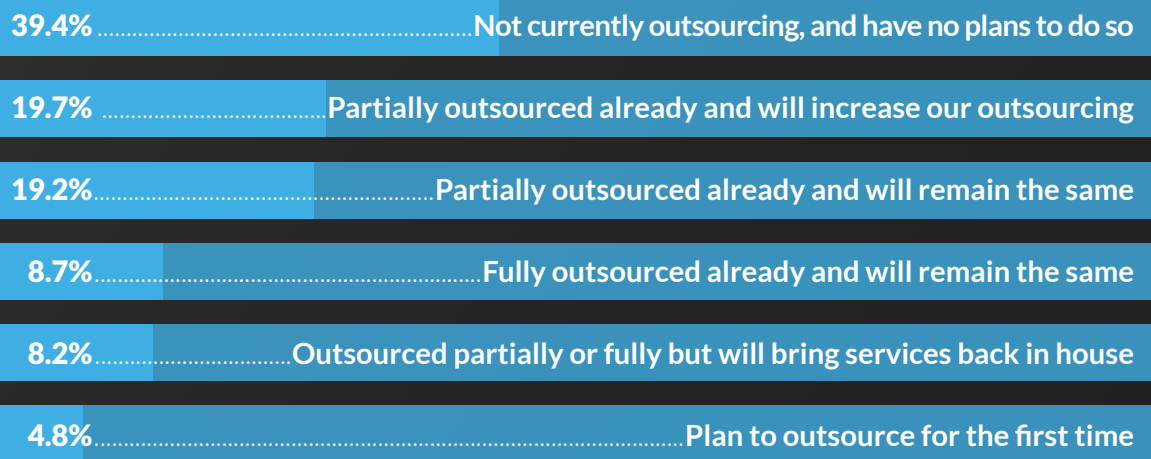 39.4% Not currently outsourcing, and have no plans to do so
19.7% Partially outsourced already and will increase our outsourcing
19.2% Partially outsourced already and will remain the same
8.7% Fully outsourced already and will remain the same
8.2% Outsourced partially or fully but will bring services back in house
4.8% Plan to outsource for the first time